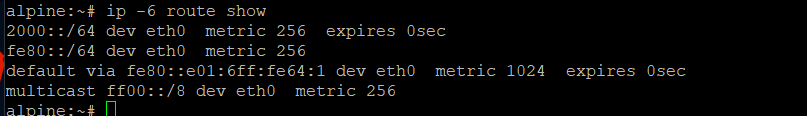 alpine:~# ip -6 route show
2000::/64 dev eth0  metric 256  expires 0sec
fe80::/64 dev eth0  metric 256
default via fe80::e01:6ff:fe64:1 dev eth0  metric 1024  expires 0sec
multicast ff00::/8 dev eth0  metric 256
alpine:~#